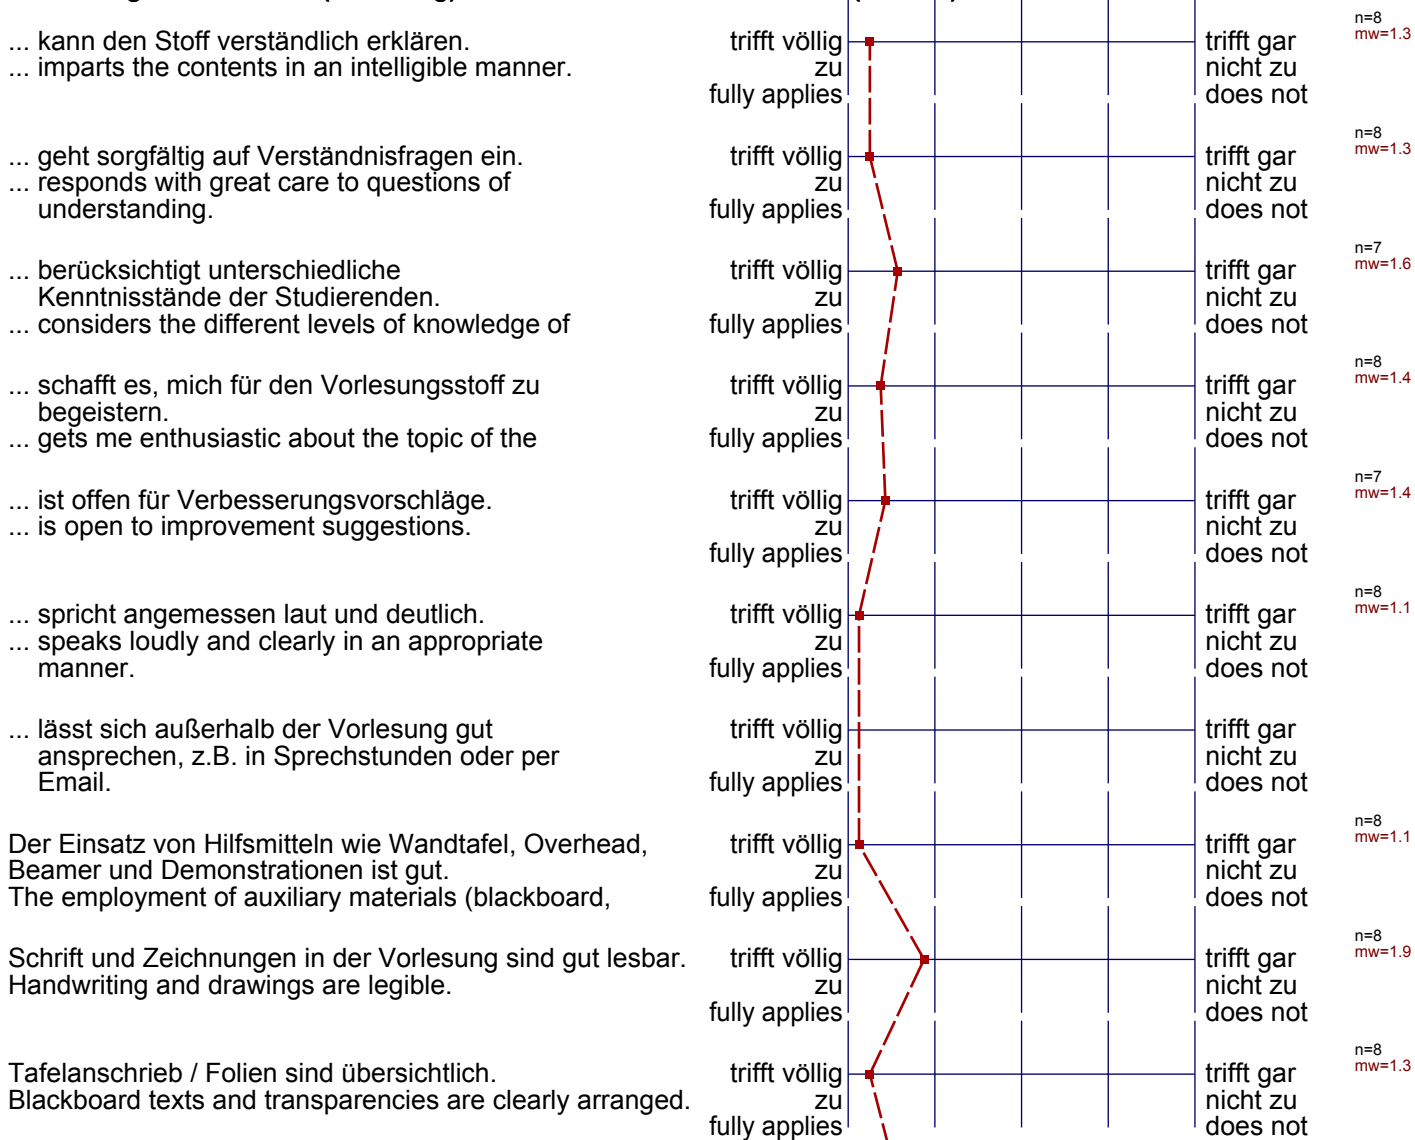 ... kann den Stoff verständlich erklären.
... imparts the contents in an intelligible manner.
trifft völlig
zu
fully applies
trifft gar
nicht zu
does not
n=8
mw=1.3
... geht sorgfältig auf Verständnisfragen ein.
... responds with great care to questions of
understanding.
trifft völlig
zu
fully applies
trifft gar
nicht zu
does not
n=8
mw=1.3
... berücksichtigt unterschiedliche
Kenntnisstände der Studierenden.
... considers the different levels of knowledge of
trifft völlig
zu
fully applies
trifft gar
nicht zu
does not
n=7
mw=1.6
... schafft es, mich für den Vorlesungsstoff zu
begeistern.
... gets me enthusiastic about the topic of the
trifft völlig
zu
fully applies
trifft gar
nicht zu
does not
n=8
mw=1.4
... ist offen für Verbesserungsvorschläge.
... is open to improvement suggestions.
trifft völlig
zu
fully applies
trifft gar
nicht zu
does not
n=7
mw=1.4
... spricht angemessen laut und deutlich.
... speaks loudly and clearly in an appropriate
manner.
trifft völlig
zu
fully applies
trifft gar
nicht zu
does not
n=8
mw=1.1
... lässt sich außerhalb der Vorlesung gut
ansprechen, z.B. in Sprechstunden oder per
Email.
trifft völlig
zu
fully applies
trifft gar
nicht zu
does not
Der Einsatz von Hilfsmitteln wie Wandtafel, Overhead,
Beamer und Demonstrationen ist gut.
The employment of auxiliary materials (blackboard,
trifft völlig
zu
fully applies
trifft gar
nicht zu
does not
n=8
mw=1.1
Schrift und Zeichnungen in der Vorlesung sind gut lesbar.
Handwriting and drawings are legible.
trifft völlig
zu
fully applies
trifft gar
nicht zu
does not
n=8
mw=1.9
Tafelanschrieb / Folien sind übersichtlich.
Blackboard texts and transparencies are clearly arranged.
trifft völlig
zu
fully applies
trifft gar
nicht zu
does not
n=8
mw=1.3